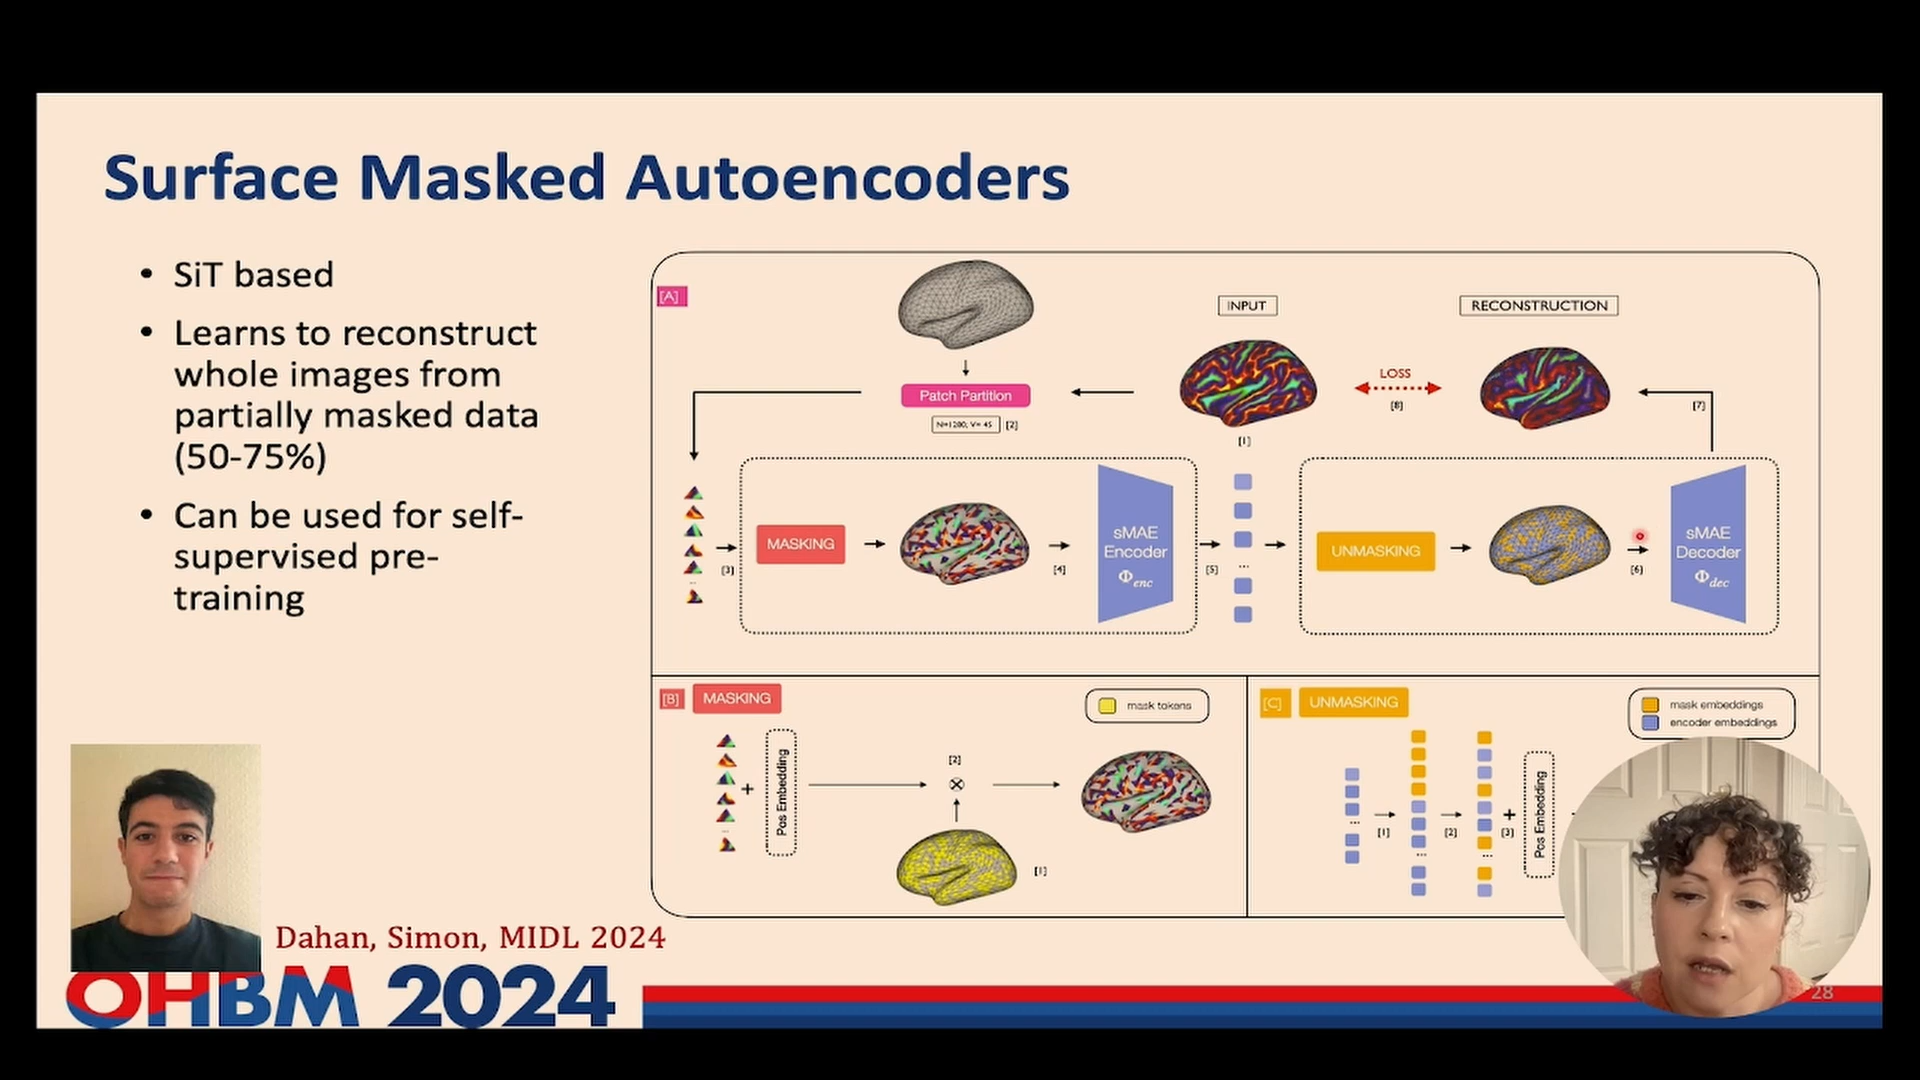 Surface Masked Autoencoders
• SiT based
• Learns to reconstruct
whole images from
partially masked data
(50-75%)
• Can be used for self-
supervised pre-
training
[A]
INPUT
RECONSTRUCTION
Patch Partition
N=1280; V= 45 [2]
LOSS
[8]
[1]
[7]
MASKING
[3]
[4]
sMAE
Encoder
Φenc
[5]
...
UNMASKING
[6]
sMAE
Decoder
Φdec
[B] MASKING
mask tokens
+
Pos Embedding
[2]
[1]
[C] UNMASKING
mask embeddings
encoder embeddings
[1]
[2]
+
[3]
Pos Embedding
Dahan, Simon, MIDL 2024
OHBM 2024
28